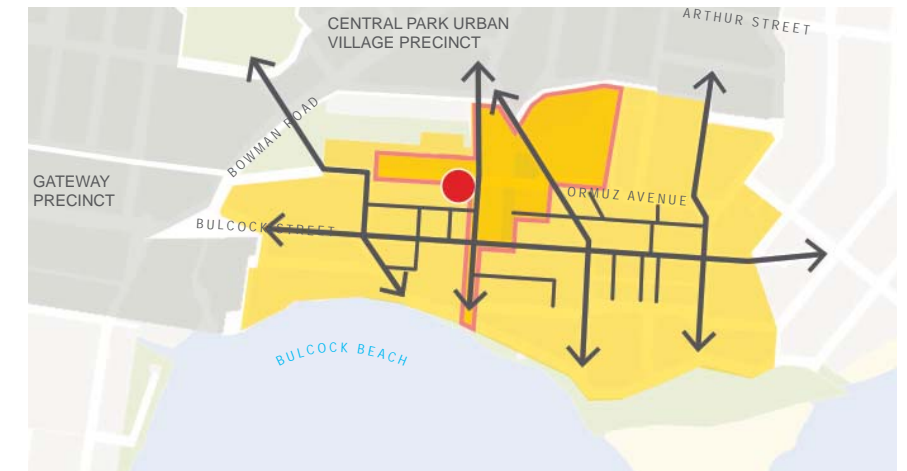 CENTRAL PARK URBAN
VILLAGE PRECINCT
ARTHUR STREET
BOWMAN ROAD
GATEWAY
PRECINCT
ORMUZ AVENUE
BULCOCK STREET
BULCOCK BEACH